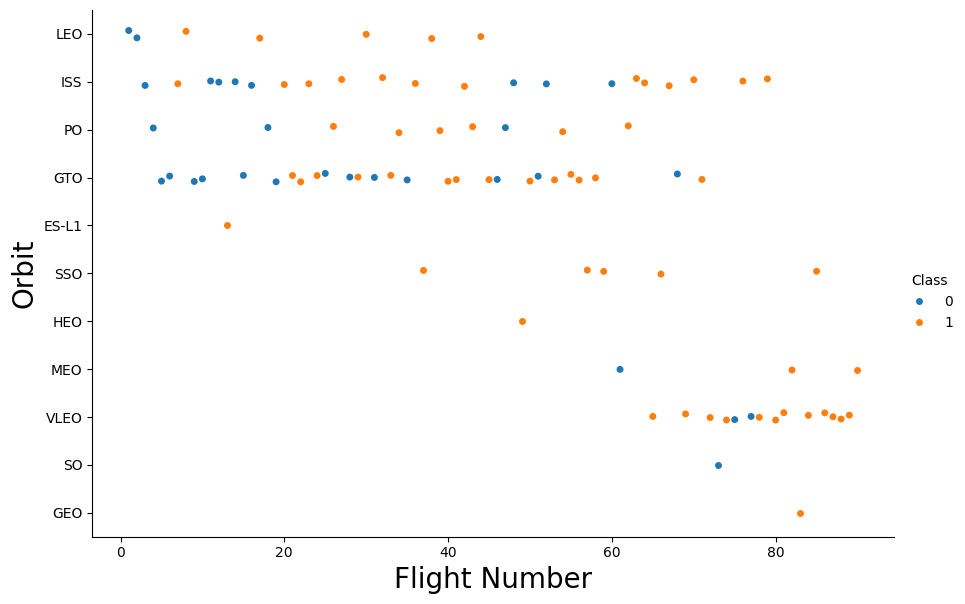 LEO
ISS
PO
GTO
ES-L1
SSO
HEO
MEO
VLEO
SO
GEO
Orbit
0
20
40
60
80
Flight Number
Class
0
1